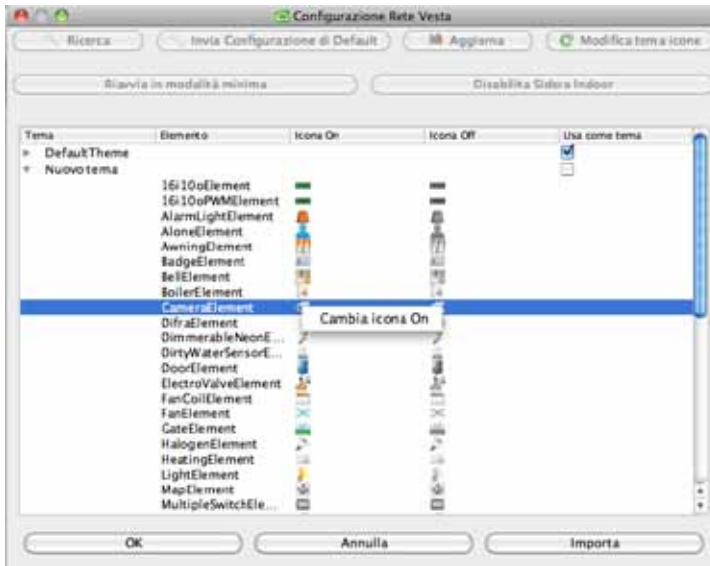 Configurazione Rete Vesta
Ricerca Invia Configurazione di Default Aggiorna Modifica tema icone
Riavvia in modalità minima Disabilita Sidera Indoor
Tema Elemento Icona On Icona Off Usa come tema
DefaultTheme
Nuovo tema
16i10oElement
16i10oPWMElement
AlarmLightElement
AloneElement
AwningElement
BadgeElement
BellElement
BoilerElement
CameraElement
Cambia icona On
DifraElement
DimmerableNeonE...
DirtyWaterSensorE...
DoorElement
ElectroValveElement
FanCoilElement
FanElement
GateElement
HalogenElement
HeatingElement
LightElement
MapElement
MultipleSwitchEle...
OK Annulla Importa